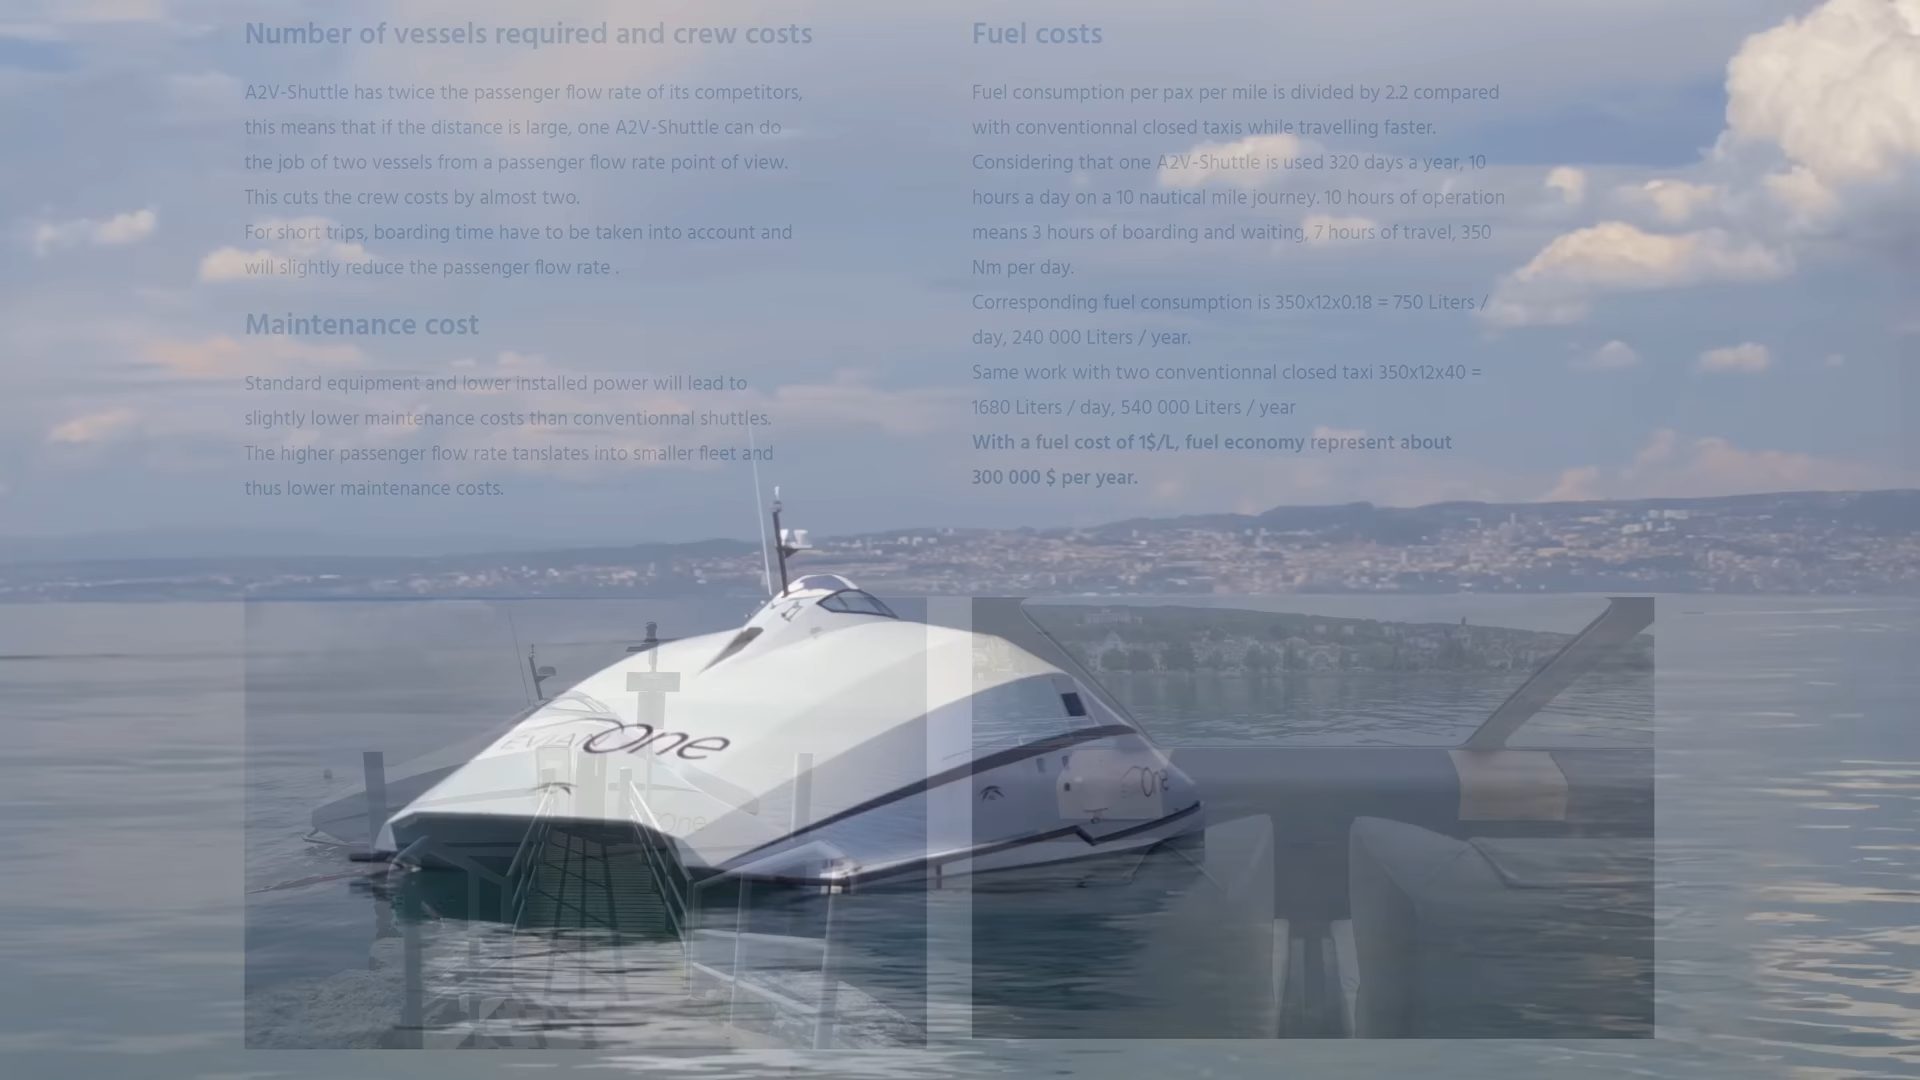 Number of vessels required and crew costs
A2V-Shuttle has twice the passenger flow rate of its competitors,
this means that if the distance is large, one A2V-Shuttle can do
the job of two vessels from a passenger flow rate point of view.
This cuts the crew costs by almost two.
For short trips, boarding time have to be taken into account and
will slightly reduce the passenger flow rate .
Maintenance cost
Standard equipment and lower installed power will lead to
slightly lower maintenance costs than conventionnal shuttles.
The higher passenger flow rate tanslates into smaller fleet and
thus lower maintenance costs.
Fuel costs
Fuel consumption per pax per mile is divided by 2.2 compared
with conventionnal closed taxis while travelling faster.
Considering that one A2V-Shuttle is used 320 days a year, 10
hours a day on a 10 nautical mile journey. 10 hours of operation
means 3 hours of boarding and waiting, 7 hours of travel, 350
Nm per day.
Corresponding fuel consumption is 350x12x0.18 = 750 Liters /
day, 240 000 Liters / year.
Same work with two conventionnal closed taxi 350x12x40 =
1680 Liters / day, 540 000 Liters / year
With a fuel cost of 1$/L, fuel economy represent about
300 000 $ per year.
EVIAN One
One
One